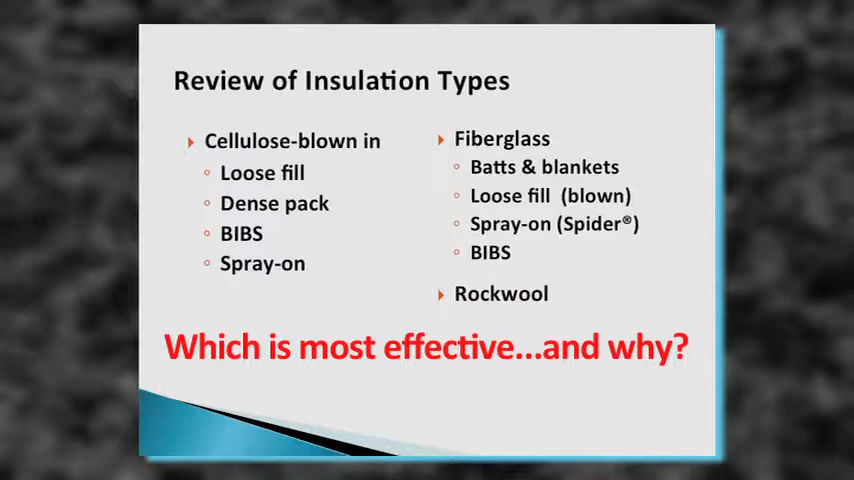 Review of Insulation Types
Cellulose-blown in
Loose fill
Dense pack
BIBS
Spray-on
Fiberglass
Batts & blankets
Loose fill (blown)
Spray-on (Spider®)
BIBS
Rockwool
Which is most effective...and why?